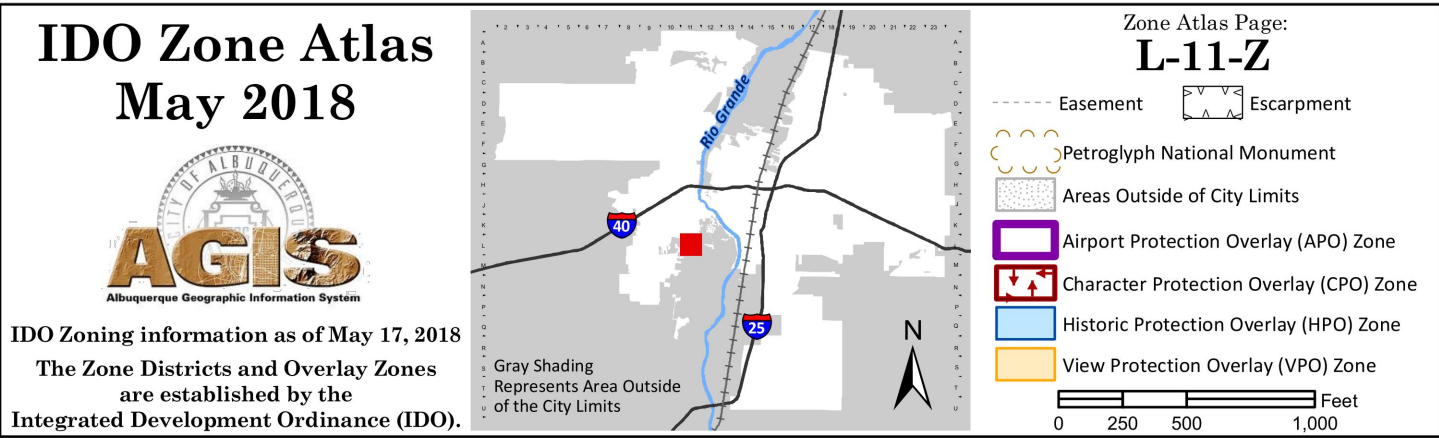 IDO Zone Atlas
May 2018
CITY OF ALBUQUERQUE
AGIS
Albuquerque Geographic Information System
IDO Zoning information as of May 17, 2018
The Zone Districts and Overlay Zones
are established by the
Integrated Development Ordinance (IDO).
Rio Grande
40
25
N
Gray Shading
Represents Area Outside
of the City Limits
Zone Atlas Page:
L-11-Z
Easement
Escarpment
Petroglyph National Monument
Areas Outside of City Limits
Airport Protection Overlay (APO) Zone
Character Protection Overlay (CPO) Zone
Historic Protection Overlay (HPO) Zone
View Protection Overlay (VPO) Zone
Feet
0 250 500 1,000